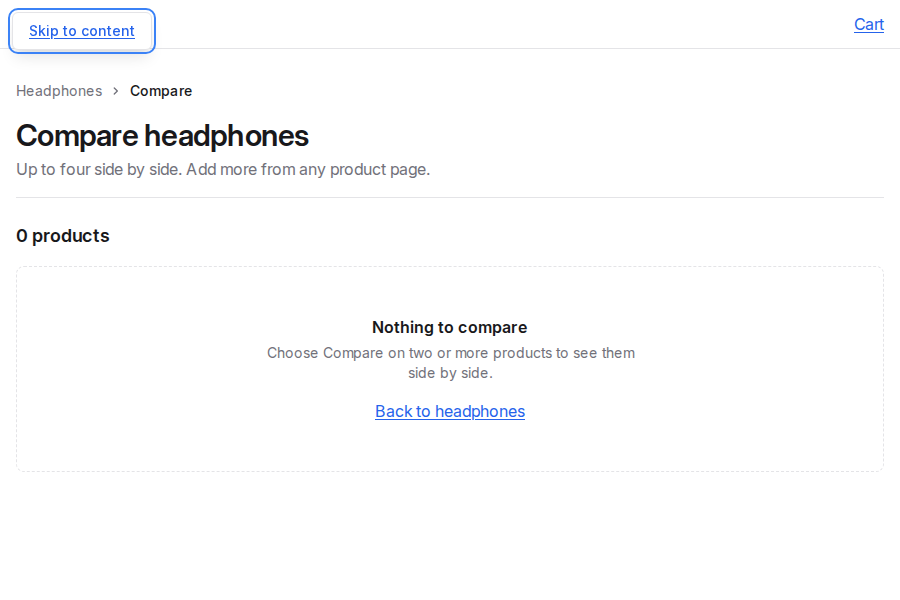 Skip to content
Cart
Headphones > Compare
Compare headphones
Up to four side by side. Add more from any product page.
0 products
Nothing to compare
Choose Compare on two or more products to see them
side by side.
Back to headphones